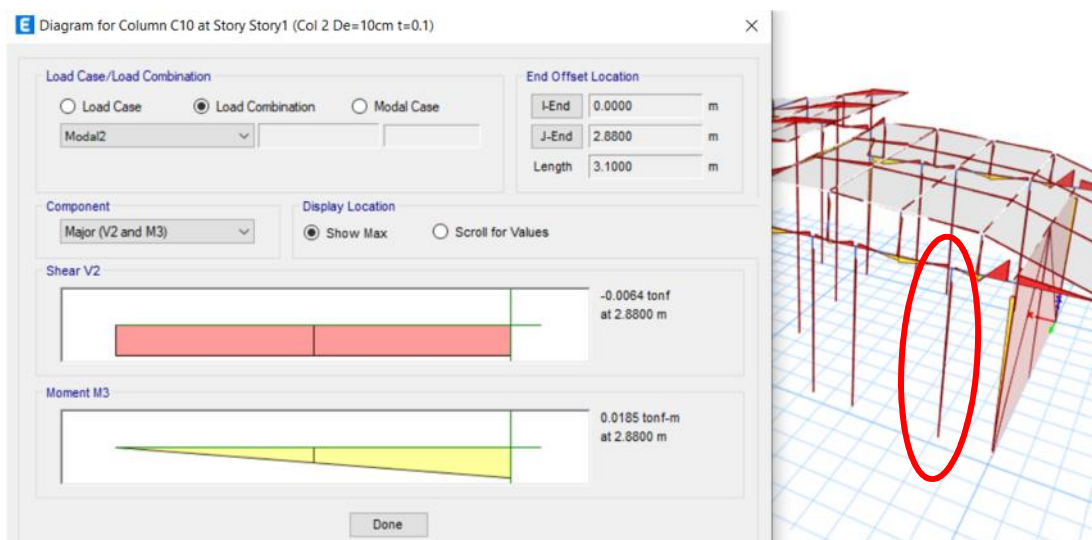 E Diagram for Column C10 at Story Story1 (Col 2 De=10cm t=0.1)
Load Case/Load Combination
Load Case Load Combination Modal Case
Modal2
End Offset Location
I-End 0.0000 m
J-End 2.8800 m
Length 3.1000 m
Component
Major (V2 and M3)
Display Location
Show Max Scroll for Values
Shear V2
-0.0064 tonf
at 2.8800 m
Moment M3
0.0185 tonf-m
at 2.8800 m
Done